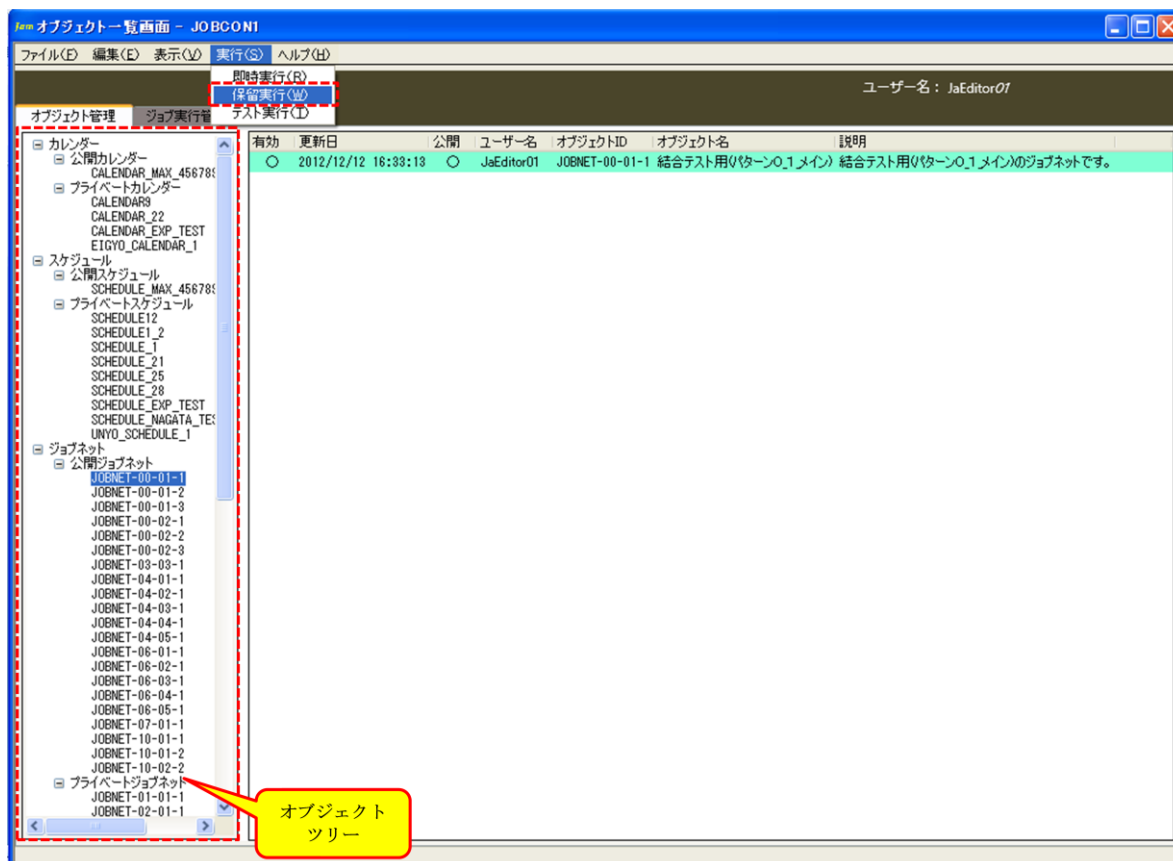 Jam オブジェクト一覧画面 - JOBCON1
ファイル(F) 編集(E) 表示(V) 実行(S) ヘルプ(H)
即時実行(R)
保留実行(W)
テスト実行(T)
ユーザー名 : JaEditor01
オブジェクト管理 ジョブ実行管
カレンダー
公開カレンダー
CALENDAR_MAX_456789
プライベートカレンダー
CALENDAR9
CALENDAR_22
CALENDAR_EXP_TEST
EIGYO_CALENDAR_1
スケジュール
公開スケジュール
SCHEDULE_MAX_456789
プライベートスケジュール
SCHEDULE12
SCHEDULE1_2
SCHEDULE_1
SCHEDULE_21
SCHEDULE_25
SCHEDULE_28
SCHEDULE_EXP_TEST
SCHEDULE_NAGATA_TES
UNYO_SCHEDULE_1
ジョブネット
公開ジョブネット
JOBNET-00-01-1
JOBNET-00-01-2
JOBNET-00-01-3
JOBNET-00-02-1
JOBNET-00-02-2
JOBNET-00-02-3
JOBNET-03-03-1
JOBNET-04-01-1
JOBNET-04-02-1
JOBNET-04-03-1
JOBNET-04-04-1
JOBNET-04-05-1
JOBNET-06-01-1
JOBNET-06-02-1
JOBNET-06-03-1
JOBNET-06-04-1
JOBNET-06-05-1
JOBNET-07-01-1
JOBNET-10-01-1
JOBNET-10-01-2
JOBNET-10-02-2
プライベートジョブネット
JOBNET-01-01-1
JOBNET-02-01-1
有効 更新日 公開 ユーザー名 オブジェクトID オブジェクト名 説明
○ 2012/12/12 16:33:13 ○ JaEditor01 JOBNET-00-01-1 結合テスト用(パターン0_1_メイン) 結合テスト用(パターン0_1_メイン)のジョブネットです。
オブジェクト
ツリー